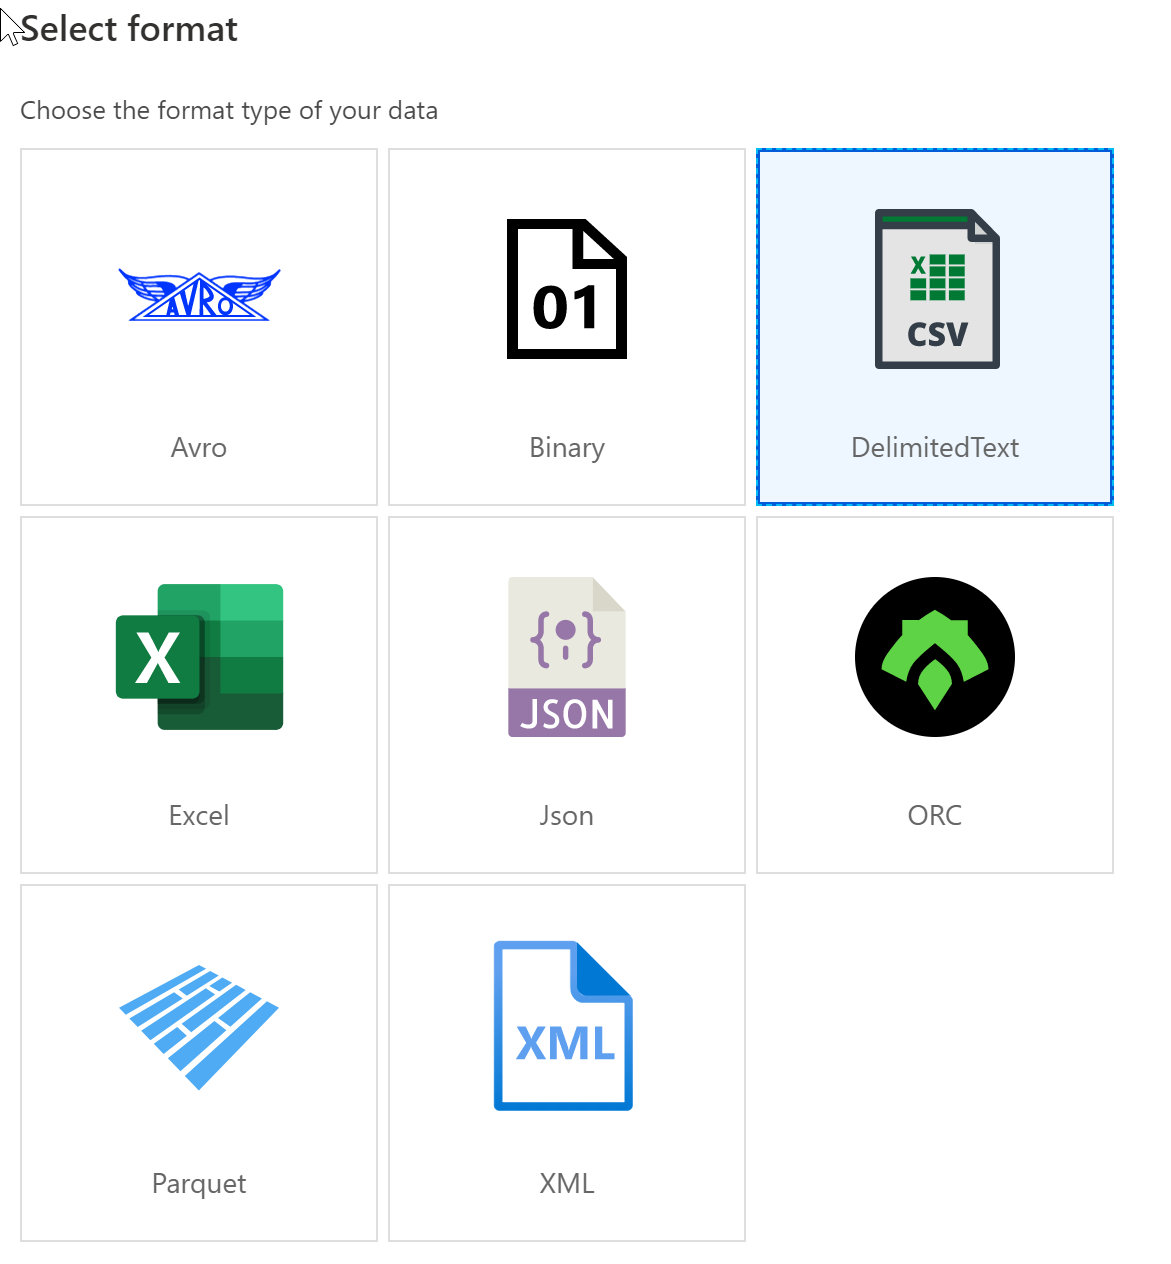 Select format
Choose the format type of your data
AVRO
Avro
01
Binary
X
CSV
DelimitedText
X
Excel
{ }
JSON
Json
ORC
Parquet
XML
XML